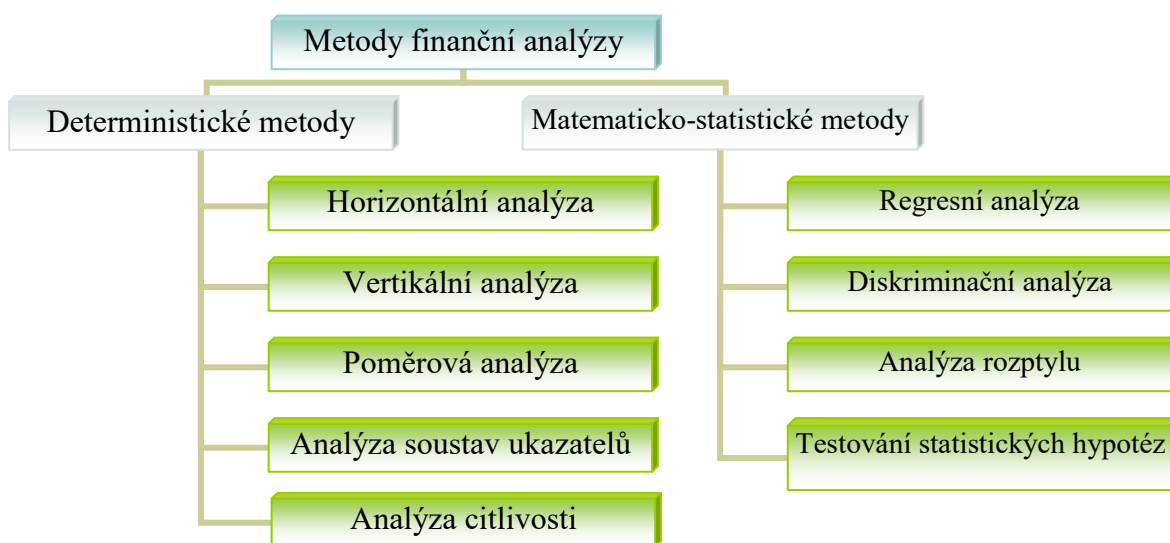 Metody finanční analýzy
Deterministické metody
Horizontální analýza
Vertikální analýza
Poměrová analýza
Analýza soustav ukazatelů
Analýza citlivosti
Matematicko-statistické metody
Regresní analýza
Diskriminační analýza
Analýza rozptylu
Testování statistických hypotéz